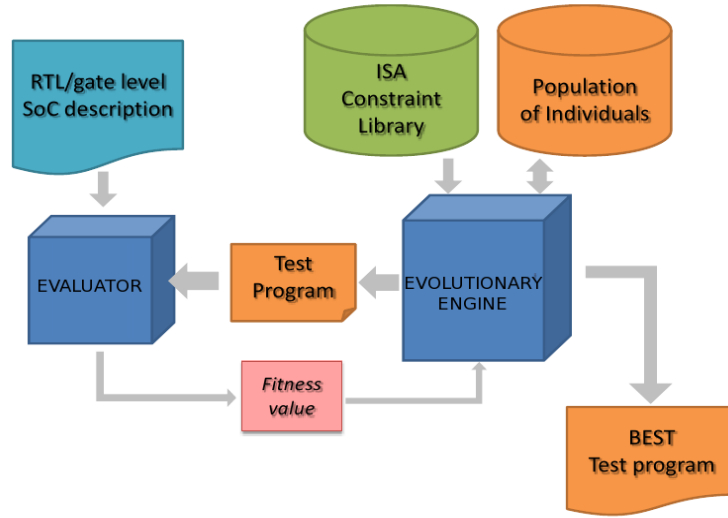 RTL/gate level
SoC description
ISA
Constraint
Library
Population
of Individuals
EVALUATOR
Test
Program
EVOLUTIONARY
ENGINE
Fitness
value
BEST
Test program